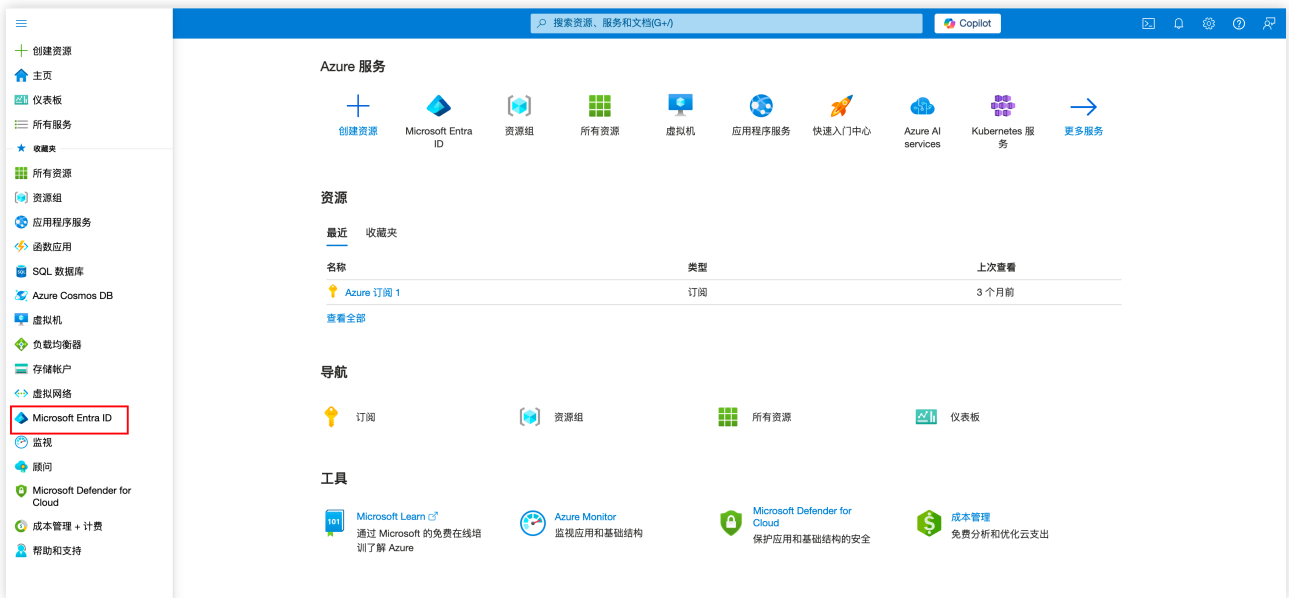 搜索资源、服务和文档(G+/)
Copilot
创建资源
主页
仪表板
所有服务
收藏夹
所有资源
资源组
应用程序服务
函数应用
SQL 数据库
Azure Cosmos DB
虚拟机
负载均衡器
存储帐户
虚拟网络
Microsoft Entra ID
监视
顾问
Microsoft Defender for
Cloud
成本管理 + 计费
帮助和支持
Azure 服务
创建资源
Microsoft Entra
ID
资源组
所有资源
虚拟机
应用程序服务
快速入门中心
Azure AI
services
Kubernetes 服
务
更多服务
资源
最近 收藏夹
名称 类型 上次查看
Azure 订阅 1 订阅 3 个月前
查看全部
导航
订阅 资源组 所有资源 仪表板
工具
101
Microsoft Learn
通过 Microsoft 的免费在线培
训了解 Azure
Azure Monitor
监视应用和基础结构
Microsoft Defender for
Cloud
保护应用和基础结构的安全
成本管理
免费分析和优化云支出